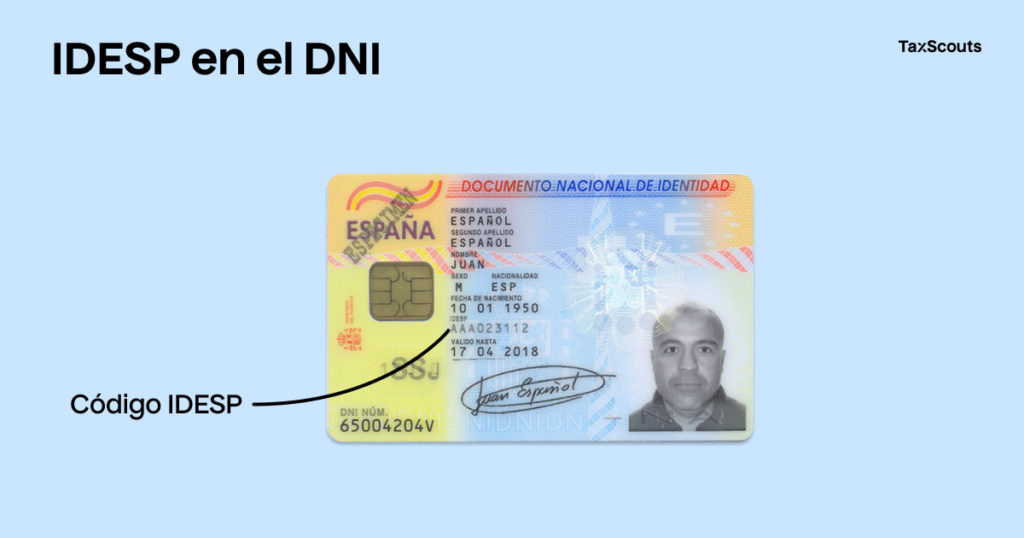 IDESP en el DNI
TaxScouts
DOCUMENTO NACIONAL DE IDENTIDAD
ESPAÑA
ESPECIMEN
E
PRIMER APELLIDO
ESPAÑOL
SEGUNDO APELLIDO
ESPAÑOL
NOMBRE
JUAN
SEXO NACIONALIDAD
M ESP
FECHA DE NACIMIENTO
10 01 1950
IDESP
AAA023112
VALIDO HASTA
17 04 2018
Juan Español
Código IDESP
DNI NÚM.
65004204V
DNIDNIDN